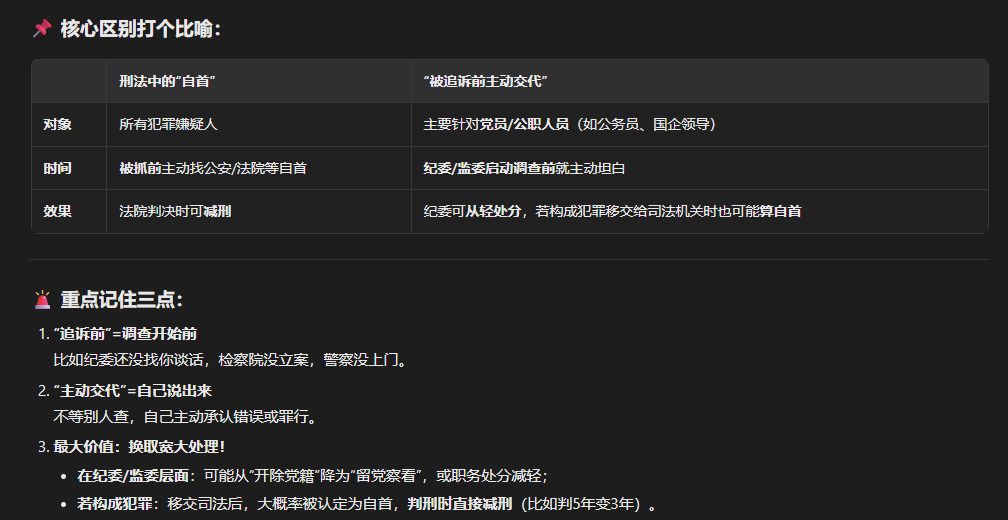 📌 核心区别打个比喻：
刑法中的“自首” “被追诉前主动交代”
对象 所有犯罪嫌疑人 主要针对党员/公职人员（如公务员、国企领导）
时间 被抓前主动找公安/法院等自首 纪委/监委启动调查前就主动坦白
效果 法院判决时可减刑 纪委可从轻处分，若构成犯罪移交给司法机关时也可能算自首
🚨 重点记住三点：
1. “追诉前”=调查开始前
比如纪委还没找你谈话，检察院没立案，警察没上门。
2. “主动交代”=自己说出来
不等别人查，自己主动承认错误或罪行。
3. 最大价值：换取宽大处理！
• 在纪委/监委层面：可能从“开除党籍”降为“留党察看”，或职务处分减轻；
• 若构成犯罪：移交司法后，大概率被认定为自首，判刑时直接减刑（比如判5年变3年）。